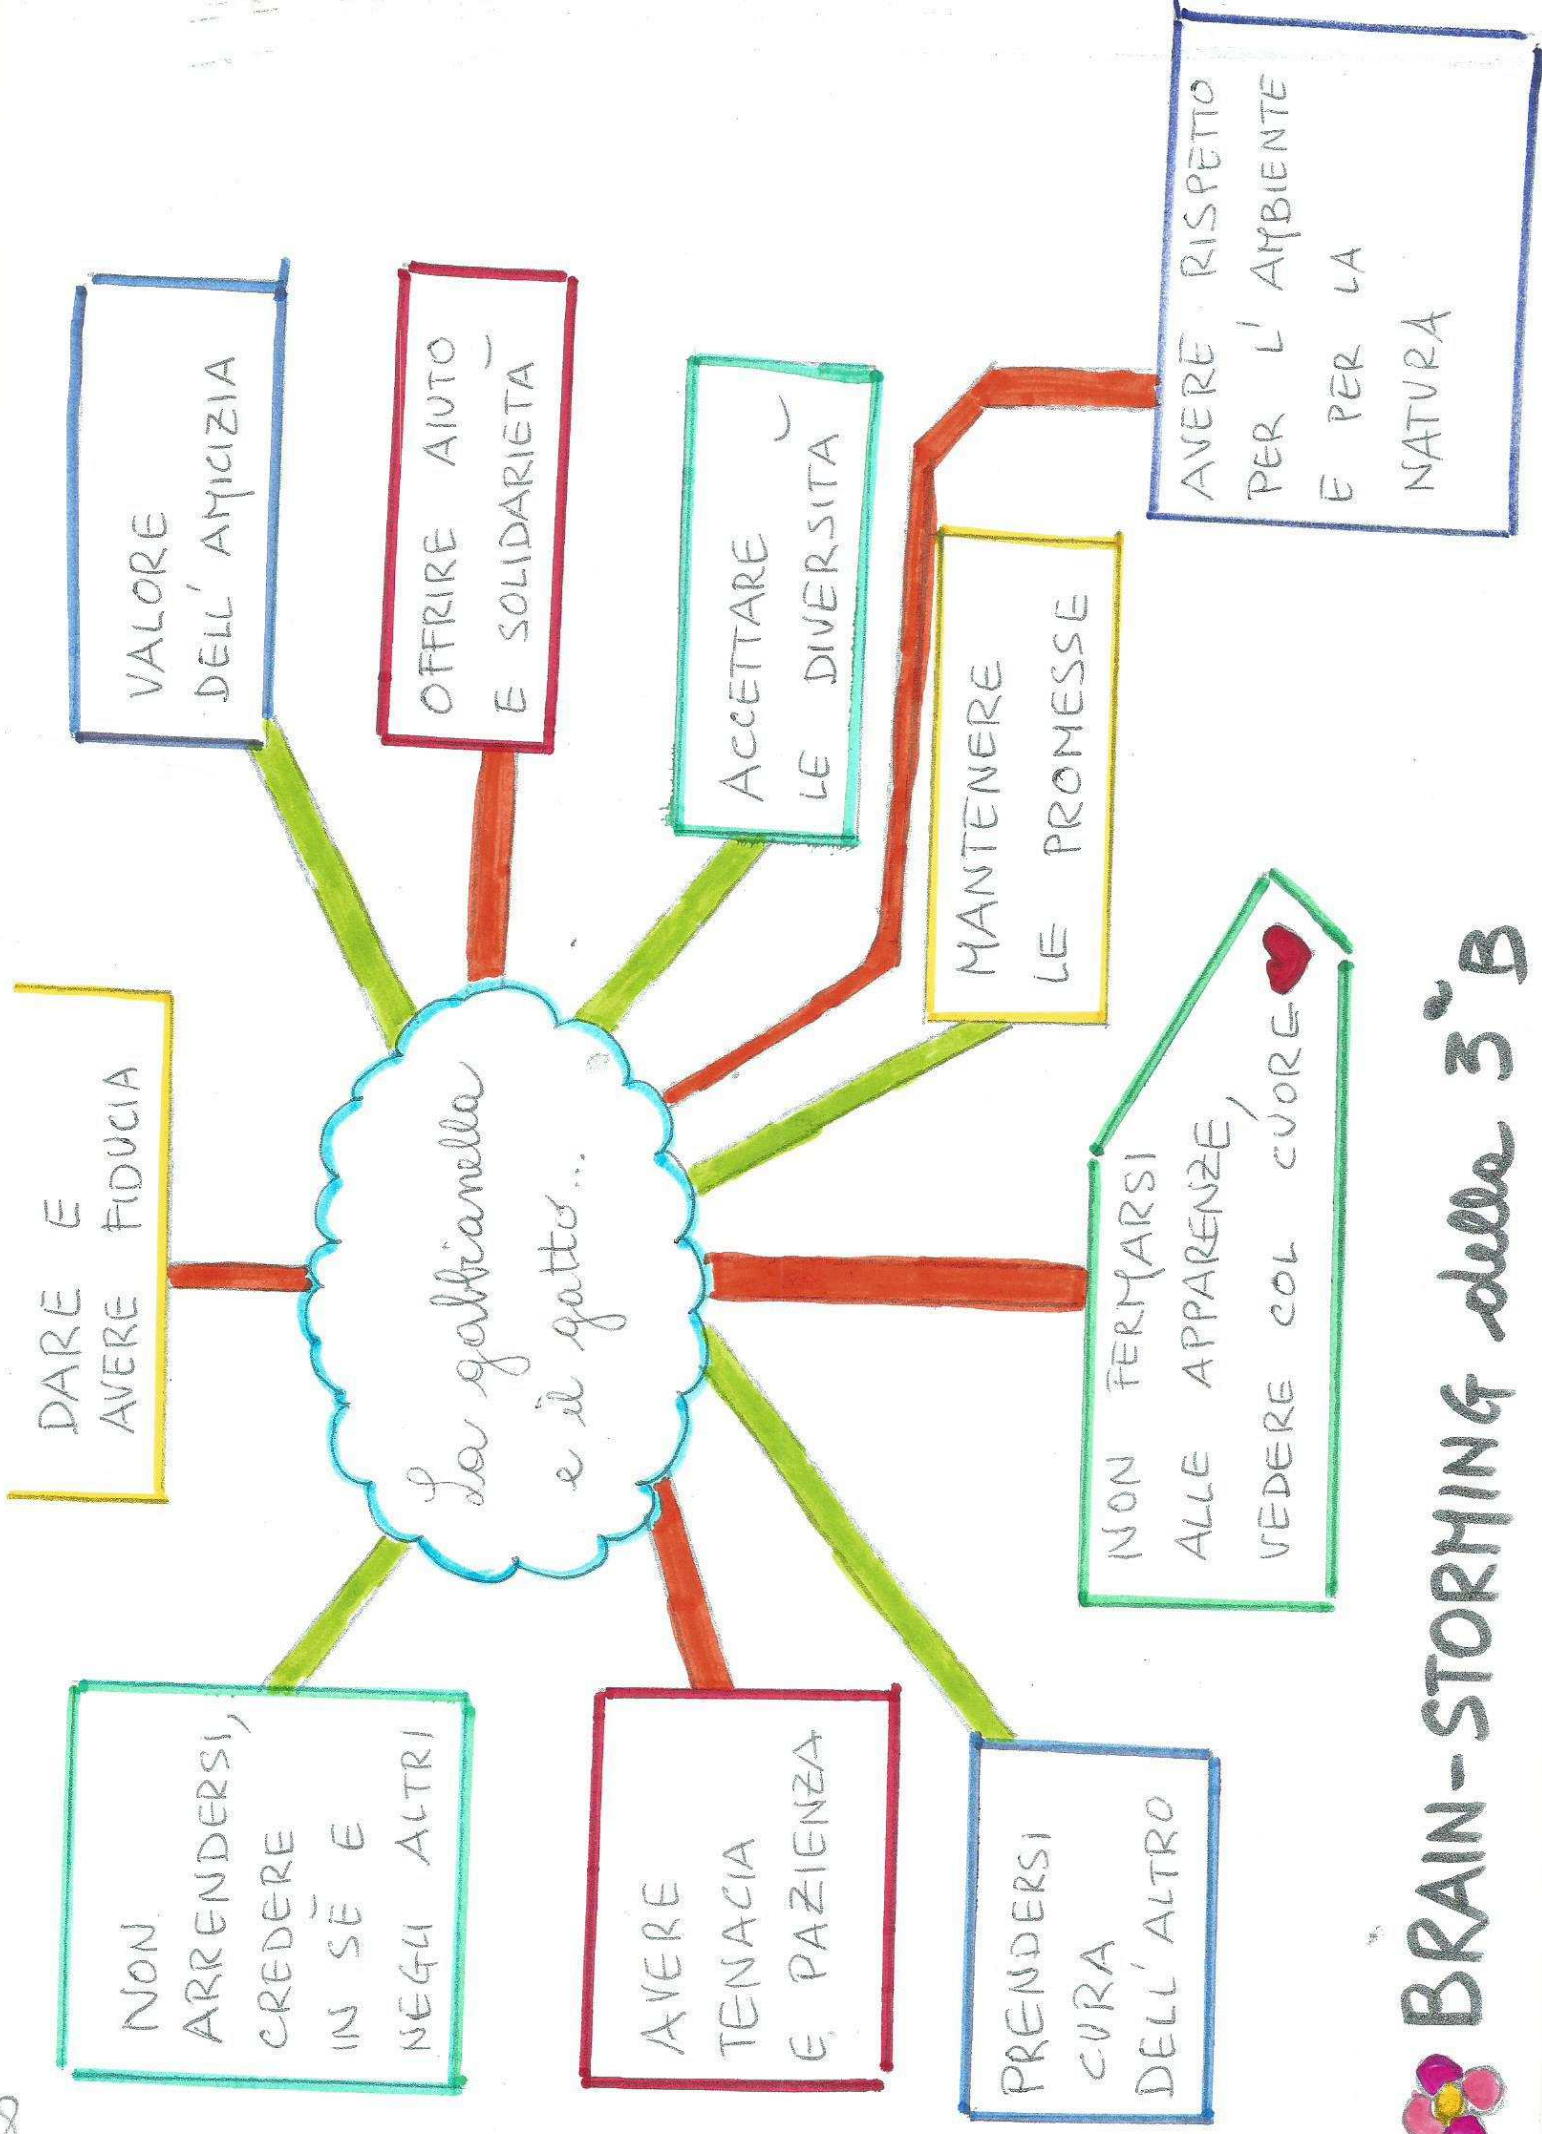 DARE E
AVERE FIDUCIA
VALORE
DELL' AMICIZIA
OFFRIRE AIUTO
E SOLIDARIETÀ
ACCETTARE
LE DIVERSITÀ
MANTENERE
LE PROMESSE
AVERE RISPETTO
PER L' AMBIENTE
E PER LA
NATURA
NON FERMARSI
ALLE APPARENZE,
VEDERE COL CUORE
PRENDERSI
CURA
DELL' ALTRO
AVERE
TENACIA
E PAZIENZA
NON
ARRENDERSI,
CREDERE
IN SÈ E
NEGLI ALTRI
La gabbianella
e il gatto...
BRAIN-STORMING della 3ª B